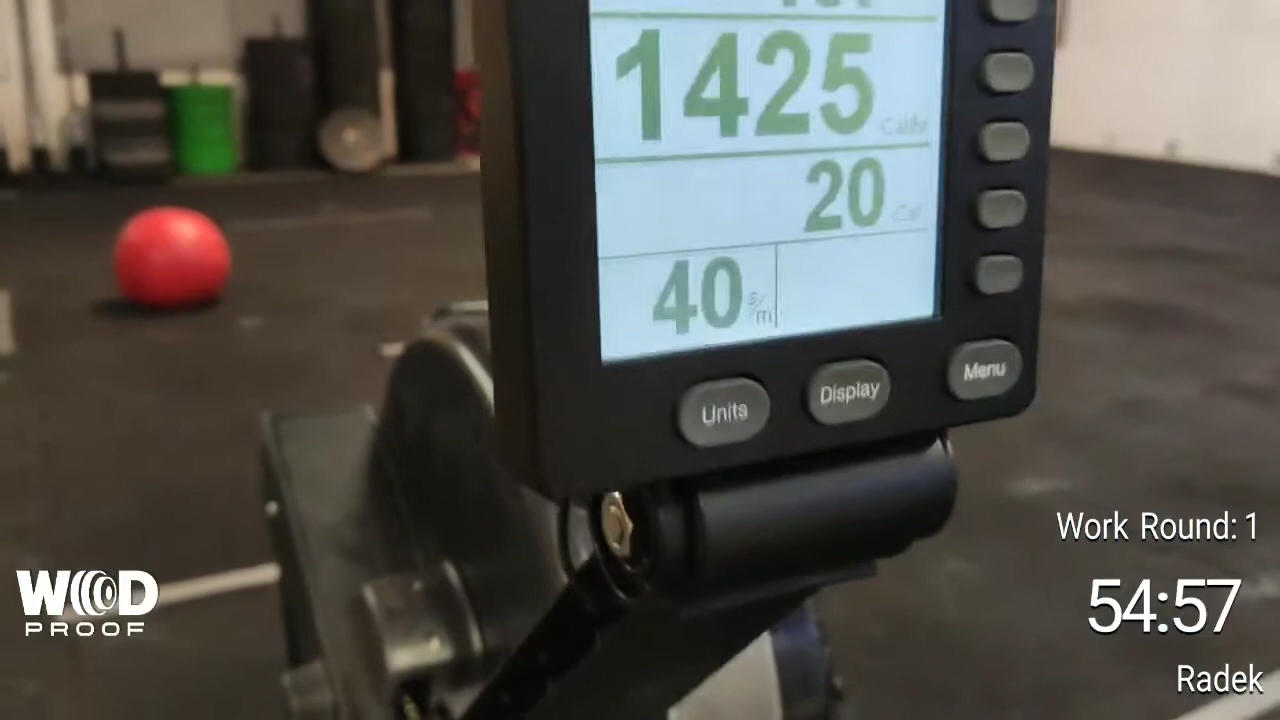 1425 Cal/hr
20 Cal
40 s/m
Units Display Menu
Work Round: 1
54:57
Radek
WOD
PROOF